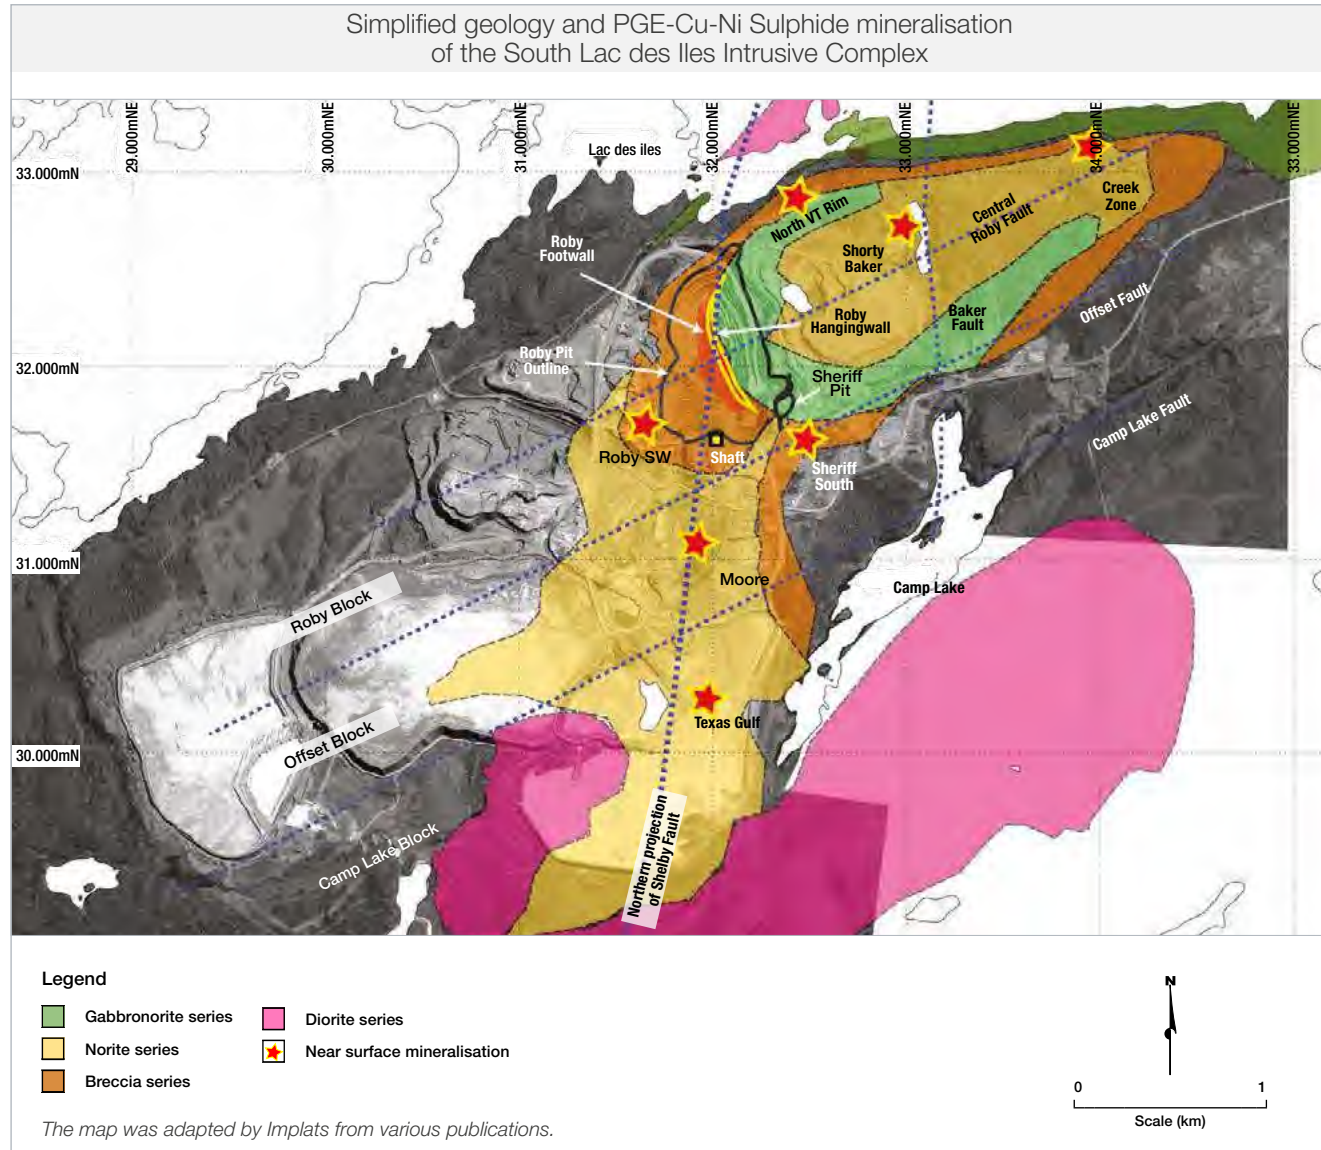 Simplified geology and PGE-Cu-Ni Sulphide mineralisation
of the South Lac des Iles Intrusive Complex
29.000mNE
30.000mNE
31.000mNE
32.000mNE
33.000mNE
34.000mNE
33.000mNE
33.000mN
32.000mN
31.000mN
30.000mN
Lac des iles
North VT Rim
Central
Roby Fault
Creek
Zone
Roby
Footwall
Shorty
Baker
Roby
Hangingwall
Baker
Fault
Offset Fault
Roby Pit
Outline
Sheriff
Pit
Camp Lake Fault
Roby SW
Shaft
Sheriff
South
Moore
Camp Lake
Roby Block
Texas Gulf
Offset Block
Camp Lake Block
Northern projection
of Shelby Fault
Legend
Gabbronorite series
Norite series
Breccia series
Diorite series
Near surface mineralisation
N
0 1
Scale (km)
The map was adapted by Implats from various publications.